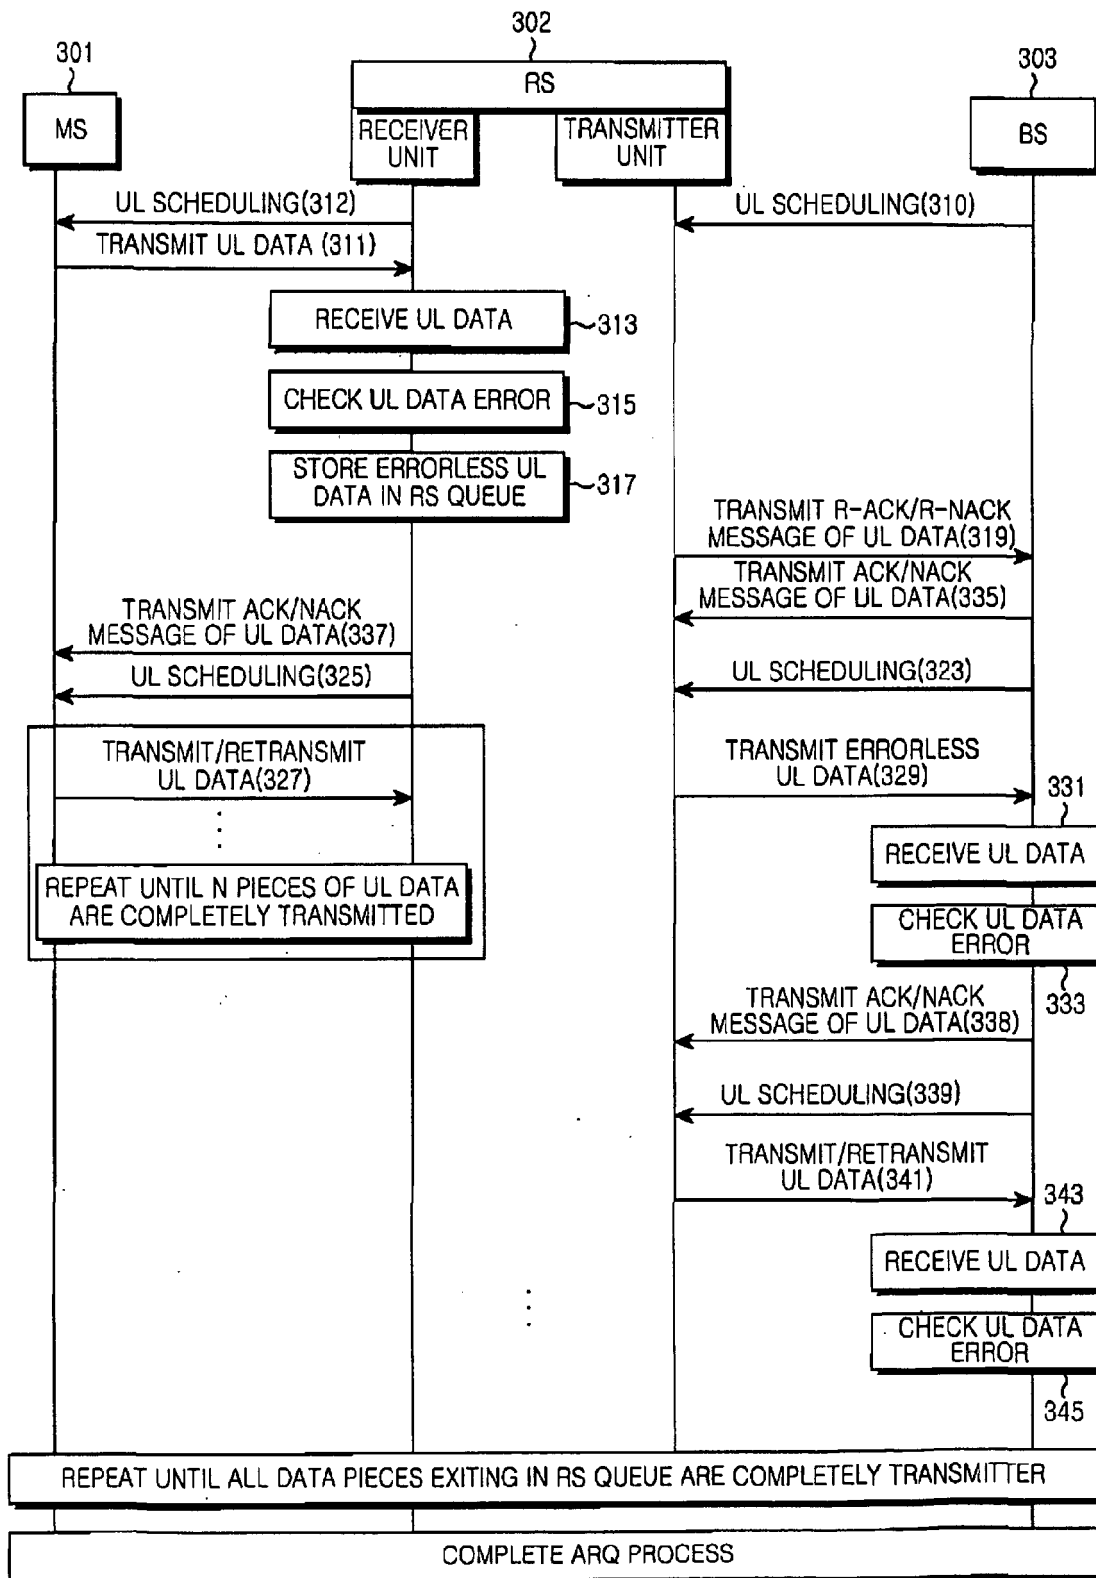 301
302
303
MS
RS
RECEIVER
UNIT
TRANSMITTER
UNIT
BS
UL SCHEDULING(312)
UL SCHEDULING(310)
TRANSMIT UL DATA (311)
RECEIVE UL DATA
313
CHECK UL DATA ERROR
315
STORE ERRORLESS UL
DATA IN RS QUEUE
317
TRANSMIT R-ACK/R-NACK
MESSAGE OF UL DATA(319)
TRANSMIT ACK/NACK
MESSAGE OF UL DATA(335)
TRANSMIT ACK/NACK
MESSAGE OF UL DATA(337)
UL SCHEDULING(325)
UL SCHEDULING(323)
TRANSMIT/RETRANSMIT
UL DATA(327)
TRANSMIT ERRORLESS
UL DATA(329)
331
RECEIVE UL DATA
REPEAT UNTIL N PIECES OF UL DATA
ARE COMPLETELY TRANSMITTED
CHECK UL DATA
ERROR
333
TRANSMIT ACK/NACK
MESSAGE OF UL DATA(338)
UL SCHEDULING(339)
TRANSMIT/RETRANSMIT
UL DATA(341)
343
RECEIVE UL DATA
CHECK UL DATA
ERROR
345
REPEAT UNTIL ALL DATA PIECES EXITING IN RS QUEUE ARE COMPLETELY TRANSMITTER
COMPLETE ARQ PROCESS